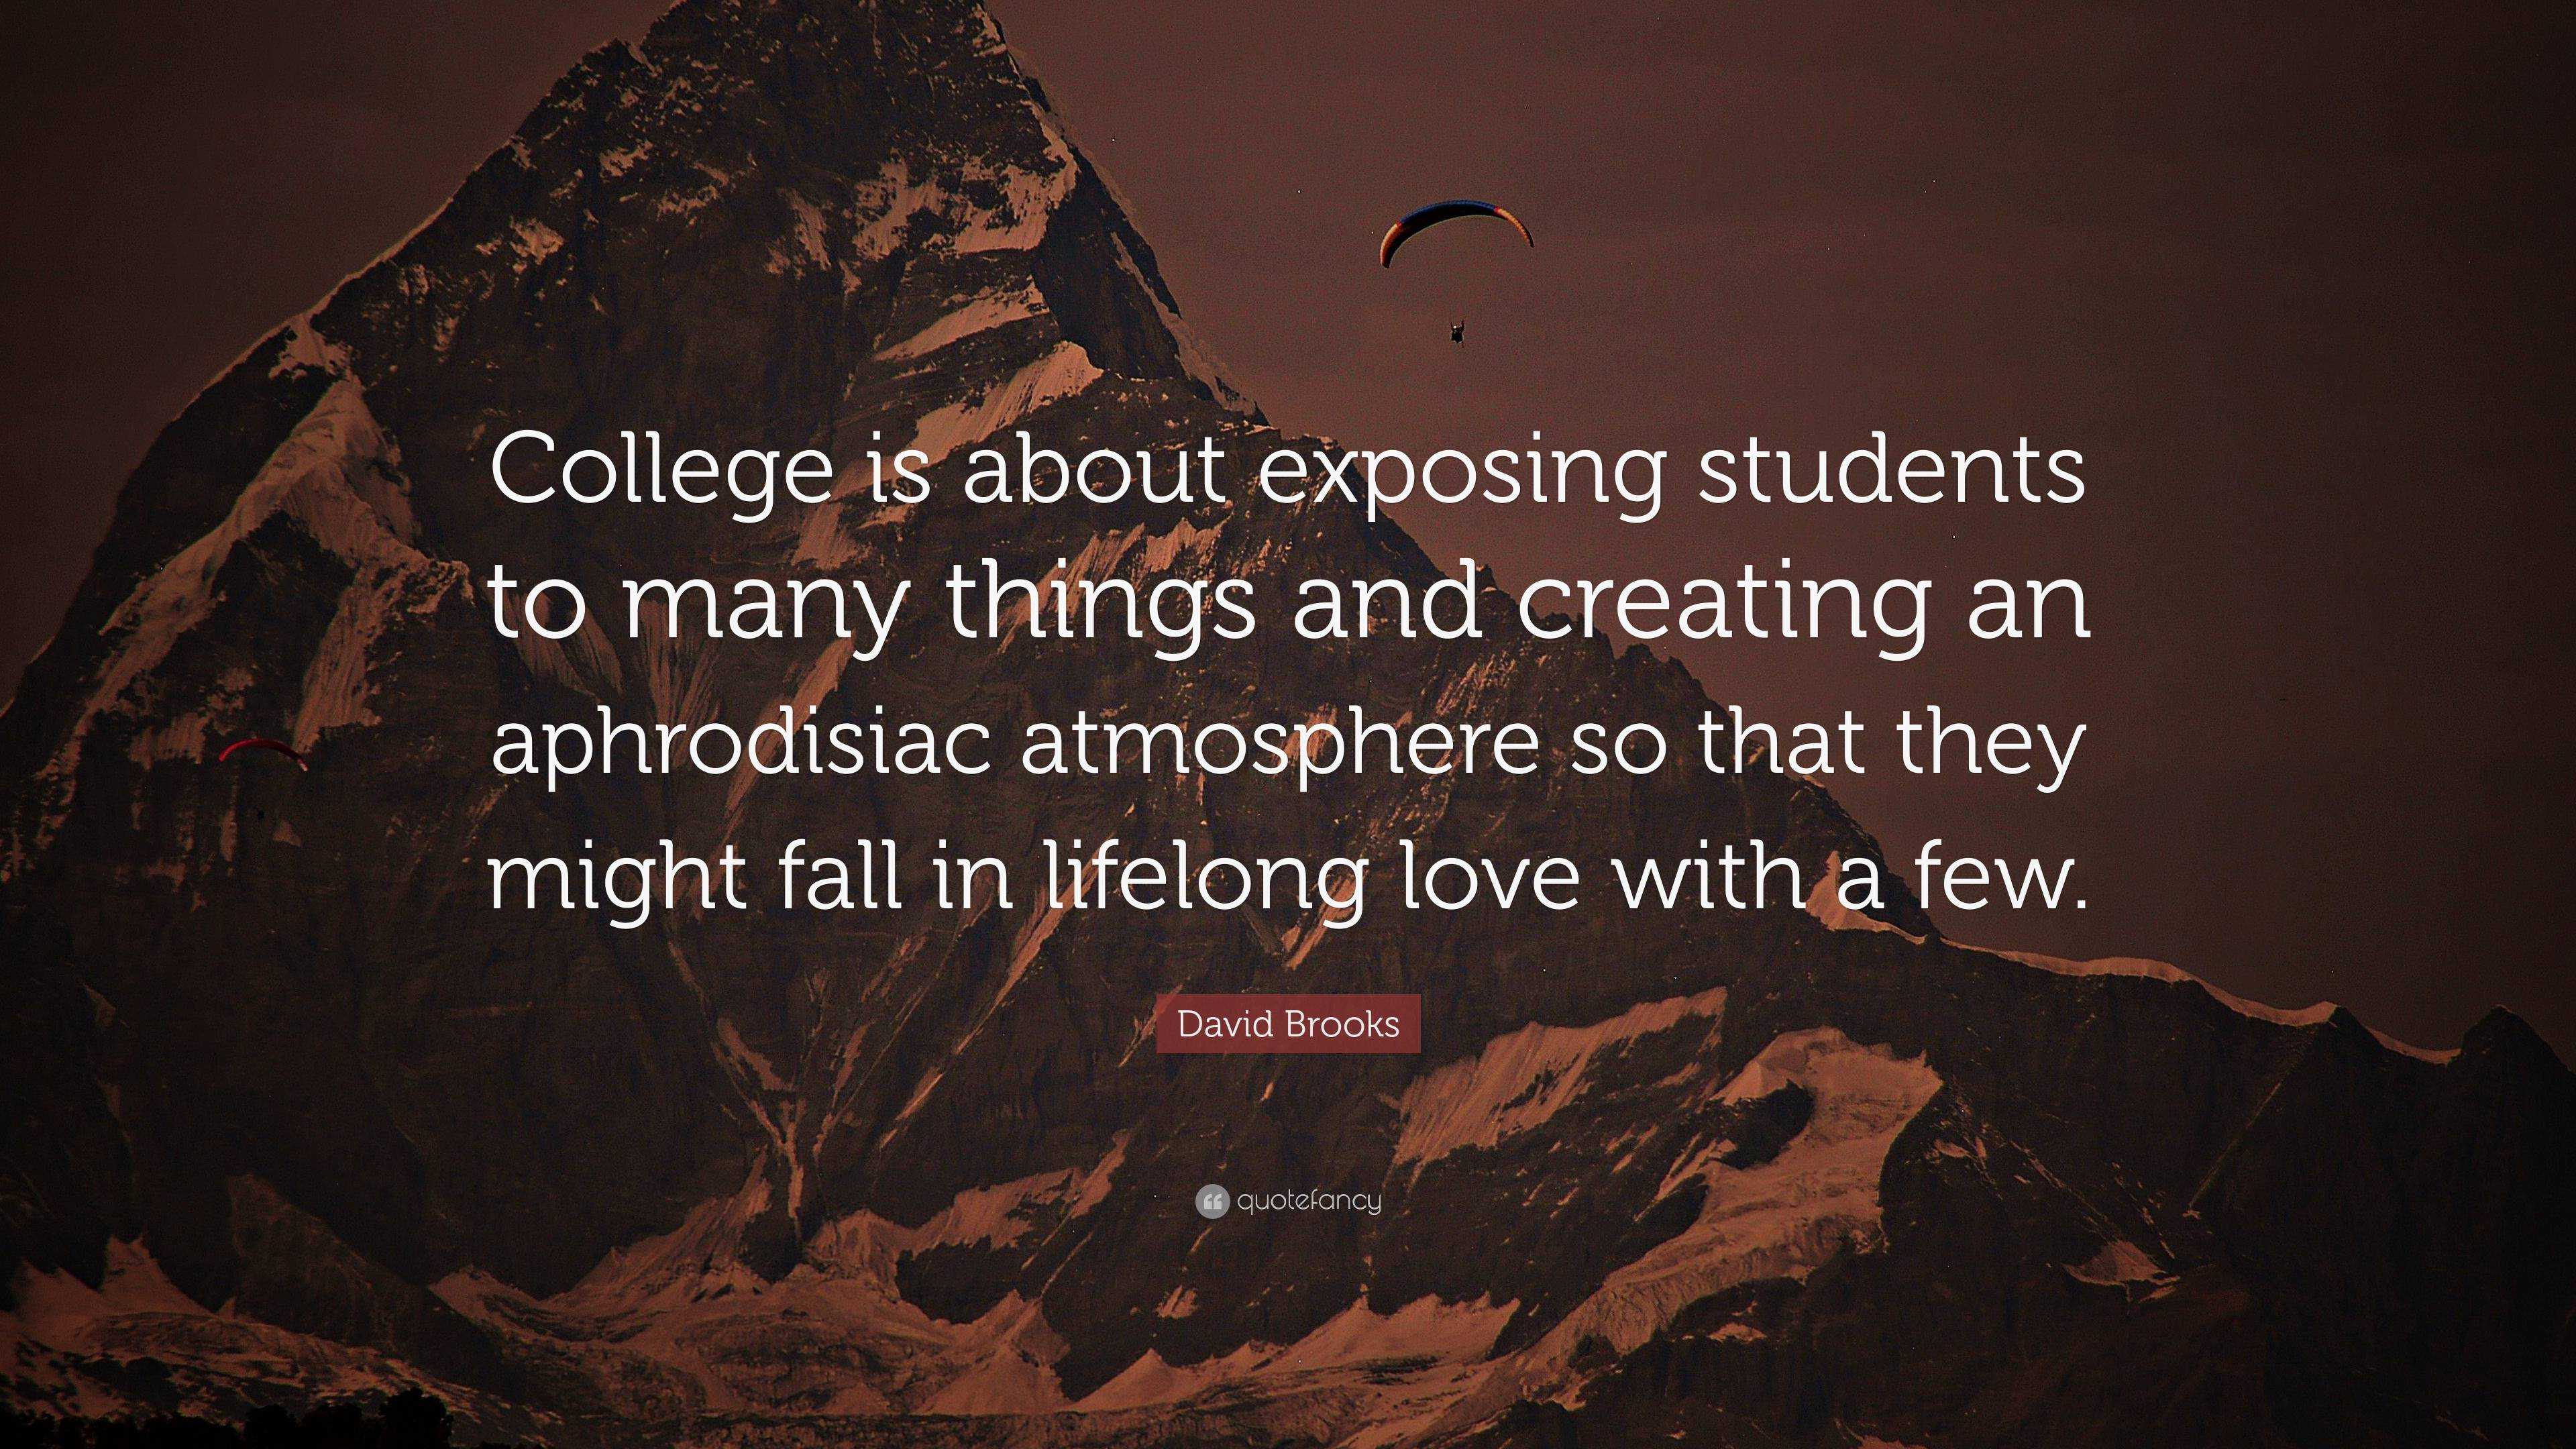 College is about exposing students
to many things and creating an
aphrodisiac atmosphere so that they
might fall in lifelong love with a few.
David Brooks
quotefancy